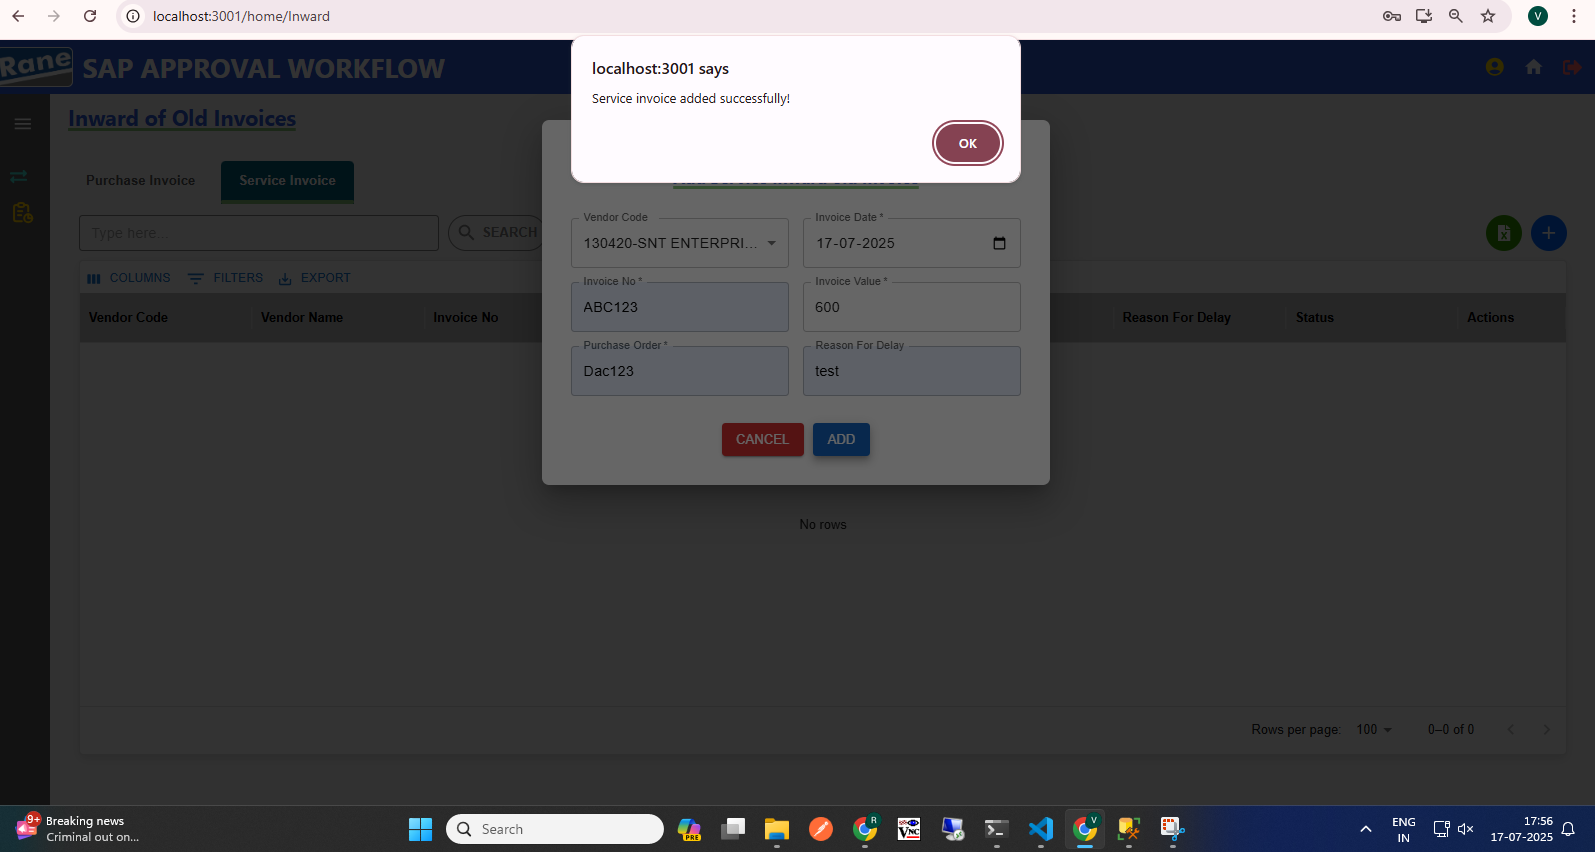 localhost:3001/home/Inward
V
Rane
SAP APPROVAL WORKFLOW
localhost:3001 says
Service invoice added successfully!
OK
Inward of Old Invoices
Purchase Invoice
Service Invoice
Type here...
SEARCH
COLUMNS
FILTERS
EXPORT
Vendor Code
Vendor Name
Invoice No
Reason For Delay
Status
Actions
Vendor Code
130420-SNT ENTERPRI...
Invoice Date *
17-07-2025
Invoice No *
ABC123
Invoice Value *
600
Purchase Order *
Dac123
Reason For Delay
test
CANCEL
ADD
No rows
Rows per page:
100
0–0 of 0
9+
Breaking news
Criminal out on...
Search
PRE
R
VNC
V
ENG
IN
17:56
17-07-2025